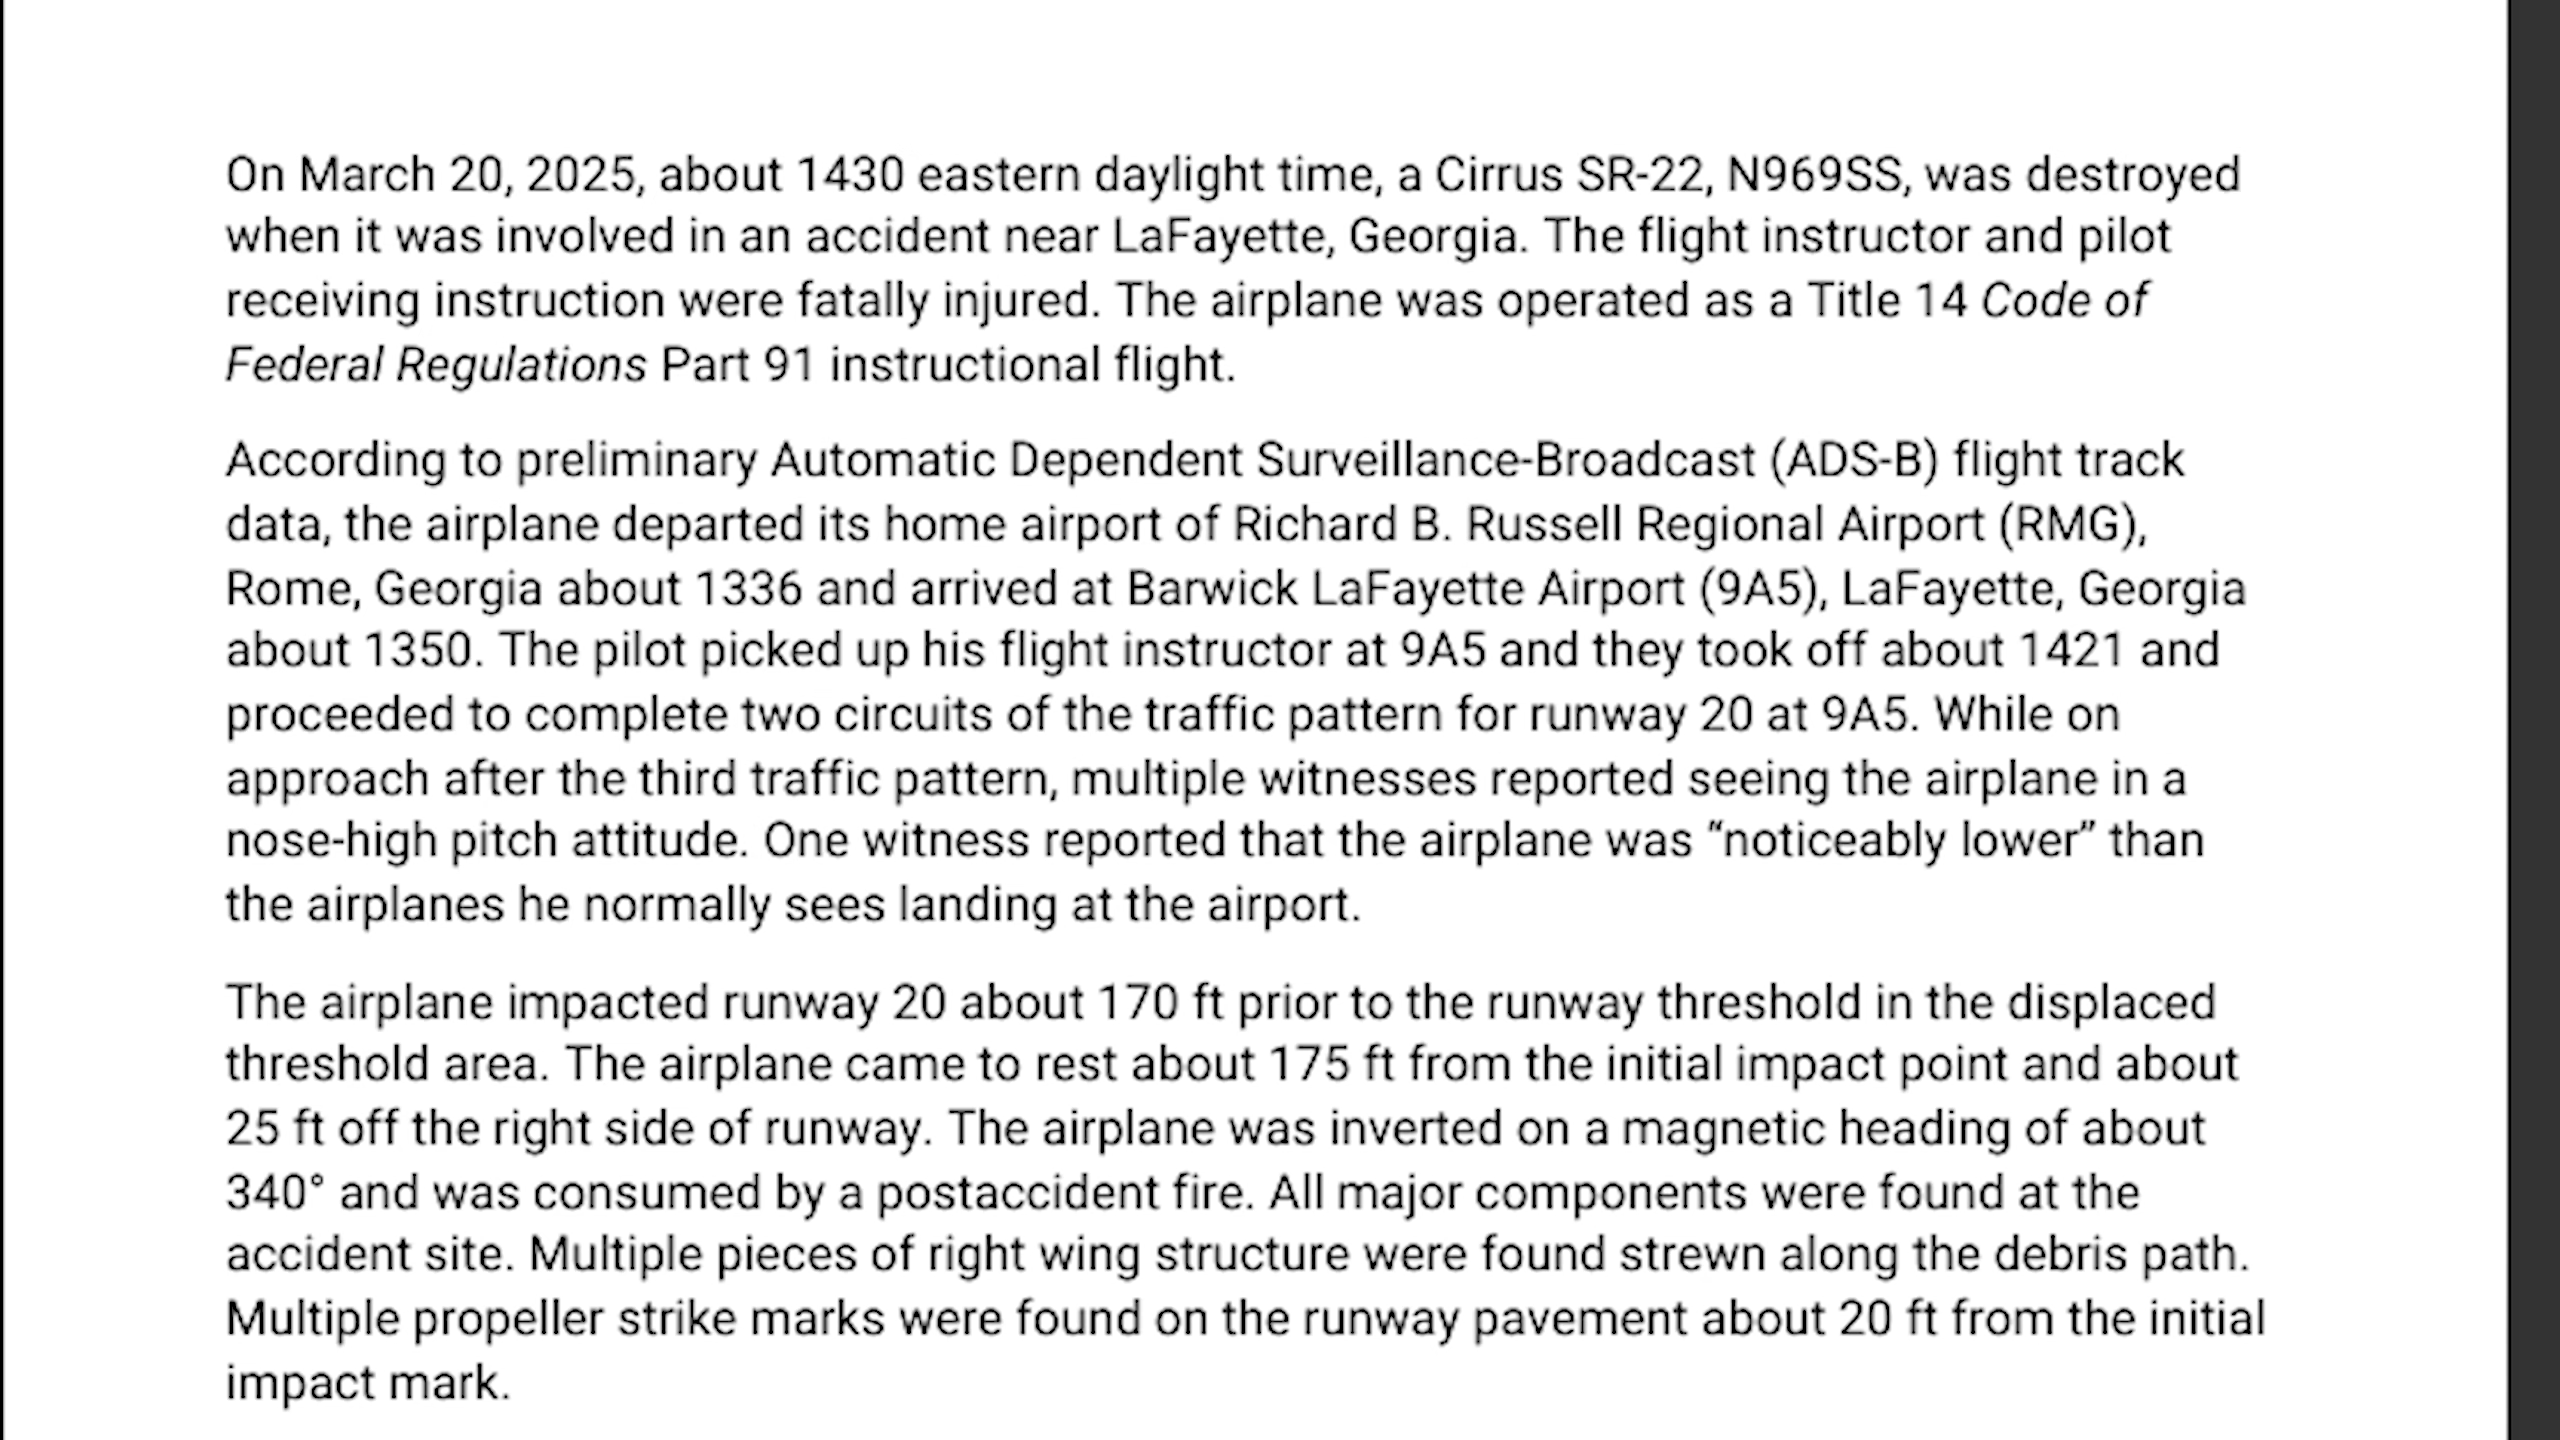 On March 20, 2025, about 1430 eastern daylight time, a Cirrus SR-22, N969SS, was destroyed
when it was involved in an accident near LaFayette, Georgia. The flight instructor and pilot
receiving instruction were fatally injured. The airplane was operated as a Title 14 Code of
Federal Regulations Part 91 instructional flight.
According to preliminary Automatic Dependent Surveillance-Broadcast (ADS-B) flight track
data, the airplane departed its home airport of Richard B. Russell Regional Airport (RMG),
Rome, Georgia about 1336 and arrived at Barwick LaFayette Airport (9A5), LaFayette, Georgia
about 1350. The pilot picked up his flight instructor at 9A5 and they took off about 1421 and
proceeded to complete two circuits of the traffic pattern for runway 20 at 9A5. While on
approach after the third traffic pattern, multiple witnesses reported seeing the airplane in a
nose-high pitch attitude. One witness reported that the airplane was “noticeably lower” than
the airplanes he normally sees landing at the airport.
The airplane impacted runway 20 about 170 ft prior to the runway threshold in the displaced
threshold area. The airplane came to rest about 175 ft from the initial impact point and about
25 ft off the right side of runway. The airplane was inverted on a magnetic heading of about
340° and was consumed by a postaccident fire. All major components were found at the
accident site. Multiple pieces of right wing structure were found strewn along the debris path.
Multiple propeller strike marks were found on the runway pavement about 20 ft from the initial
impact mark.